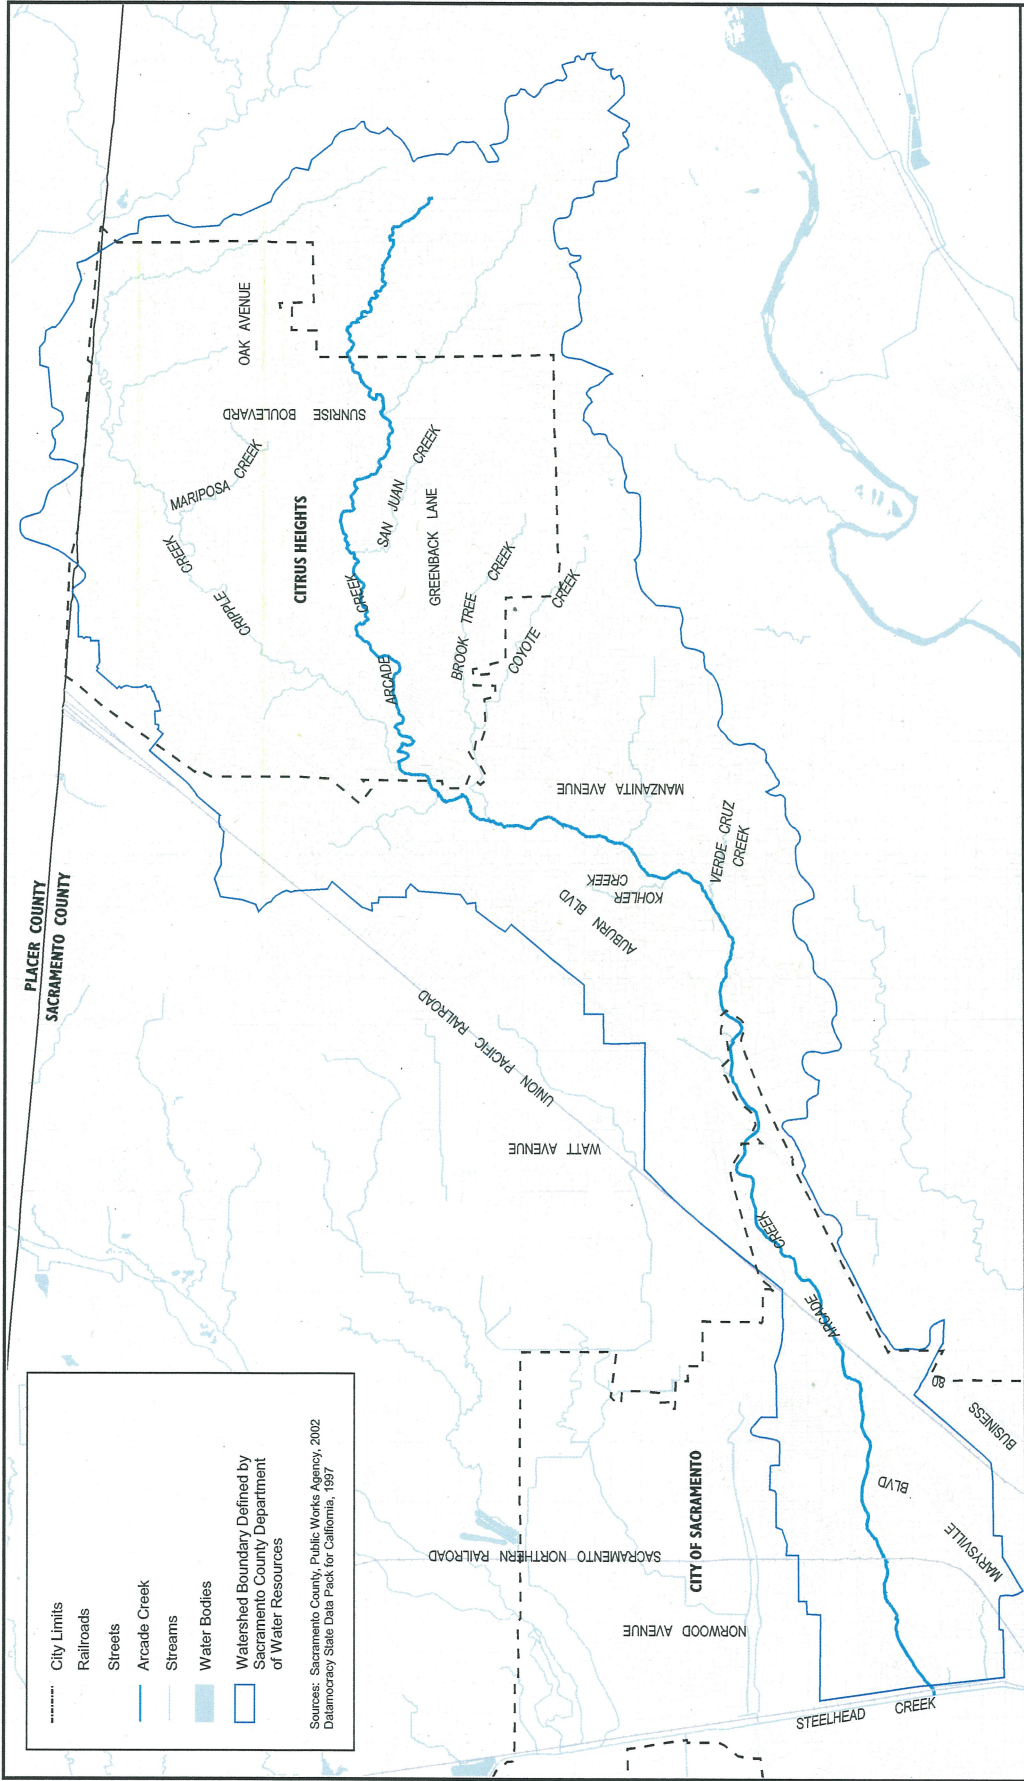 PLACER COUNTY
SACRAMENTO COUNTY
OAK AVENUE
SUNRISE BOULEVARD
MARIPOSA CREEK
CRIPPLE CREEK
CITRUS HEIGHTS
SAN JUAN CREEK
GREENBACK LANE
ARCADE CREEK
BROOK TREE CREEK
COYOTE CREEK
MANZANITA AVENUE
VERDE CRUZ
CREEK
KOHLER
CREEK
AUBURN BLVD
UNION PACIFIC RAILROAD
WATT AVENUE
ARCADE CREEK
BUSINESS 80
MARYSVILLE BLVD
CITY OF SACRAMENTO
SACRAMENTO NORTHERN RAILROAD
NORWOOD AVENUE
STEELHEAD CREEK
City Limits
Railroads
Streets
Arcade Creek
Streams
Water Bodies
Watershed Boundary Defined by
Sacramento County Department
of Water Resources
Sources: Sacramento County, Public Works Agency, 2002
Datamocracy State Data Pack for Calfiornia, 1997